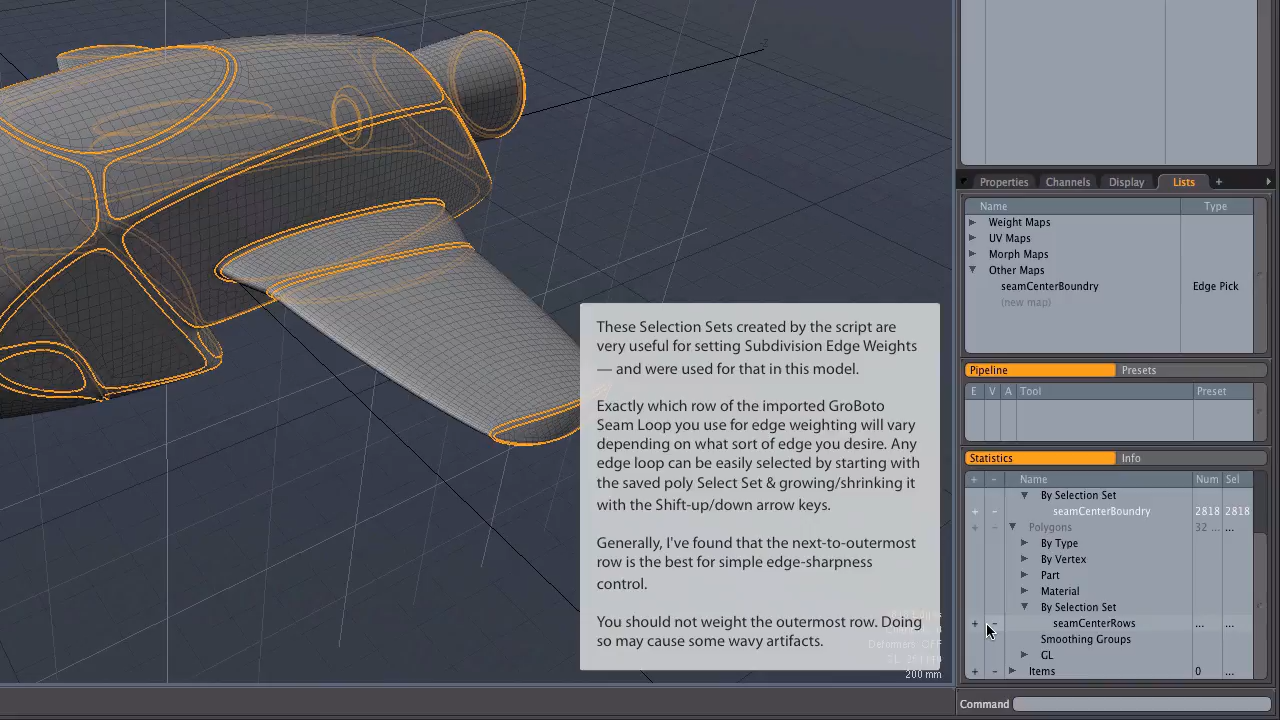 Properties Channels Display Lists +
Name Type
Weight Maps
UV Maps
Morph Maps
Other Maps
seamCenterBoundry Edge Pick
(new map)
Pipeline Presets
E V A Tool Preset
Statistics Info
+ - Name Num Sel
By Selection Set
+ - seamCenterBoundry 2818 2818
+ - Polygons 32 ... ...
By Type
By Vertex
Part
Material
By Selection Set
+ - seamCenterRows ... ...
Smoothing Groups
GL
+ - Items 0 ...
Command
These Selection Sets created by the script are
very useful for setting Subdivision Edge Weights
— and were used for that in this model.
Exactly which row of the imported GroBoto
Seam Loop you use for edge weighting will vary
depending on what sort of edge you desire. Any
edge loop can be easily selected by starting with
the saved poly Select Set & growing/shrinking it
with the Shift-up/down arrow keys.
Generally, I've found that the next-to-outermost
row is the best for simple edge-sharpness
control.
You should not weight the outermost row. Doing
so may cause some wavy artifacts.
Deformers: OFF
200 mm